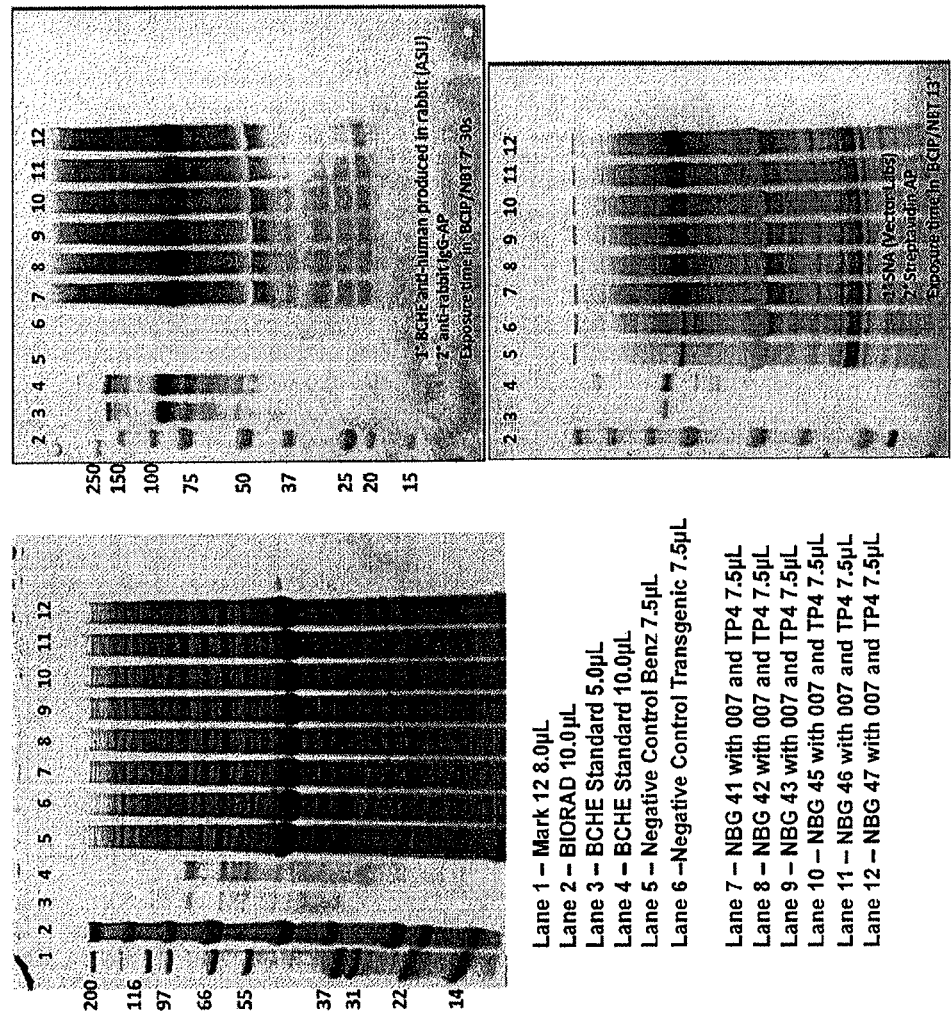 1 2 3 4 5 6 7 8 9 10 11 12
200
116
97
66
55
37
31
22
14
2 3 4 5 6 7 8 9 10 11 12
250
150
100
75
50
37
25
20
15
1° BCHE anti-human produced in rabbit (ASU)
2° anti-rabbit IgG-AP
Exposure time in BCIP/NBT 7' 30s
2 3 4 5 6 7 8 9 10 11 12
1° SNA (Vector Labs)
2° Streptavidin-AP
Exposure time in BCIP/NBT 13'
Lane 1 – Mark 12 8.0µL
Lane 2 – BIORAD 10.0µL
Lane 3 – BCHE Standard 5.0µL
Lane 4 – BCHE Standard 10.0µL
Lane 5 – Negative Control Benz 7.5µL
Lane 6 –Negative Control Transgenic 7.5µL
Lane 7 – NBG 41 with 007 and TP4 7.5µL
Lane 8 – NBG 42 with 007 and TP4 7.5µL
Lane 9 – NBG 43 with 007 and TP4 7.5µL
Lane 10 – NBG 45 with 007 and TP4 7.5µL
Lane 11 – NBG 46 with 007 and TP4 7.5µL
Lane 12 – NBG 47 with 007 and TP4 7.5µL